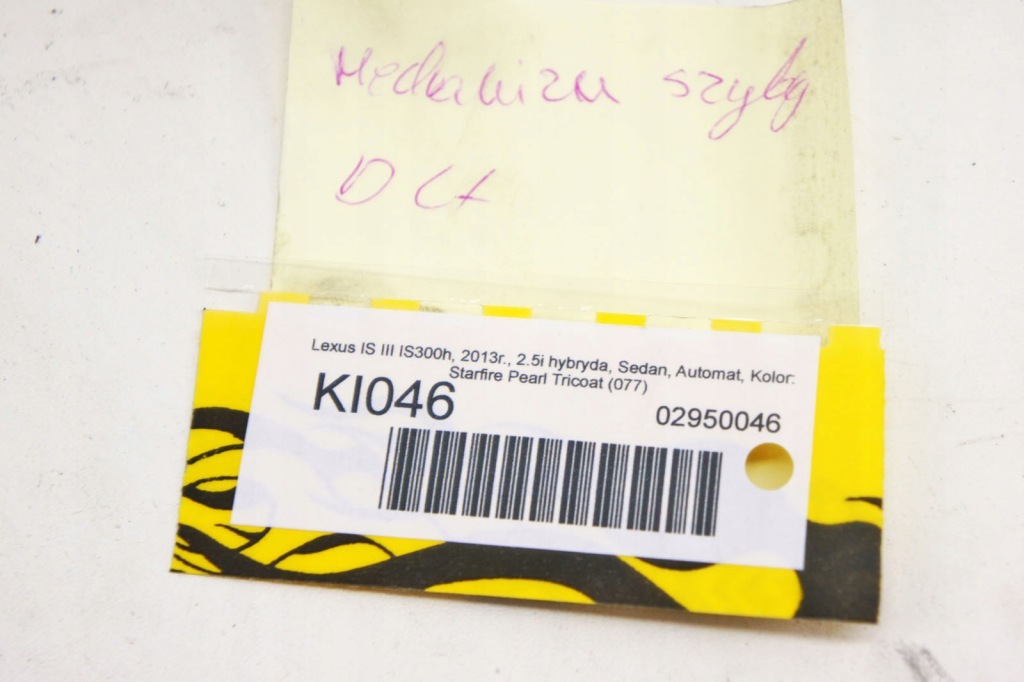 Mechanizm szyby
Lexus IS III IS300h, 2013r., 2.5i hybryda, Sedan, Automat, Kolor:
Starfire Pearl Tricoat (077)
KI046
02950046